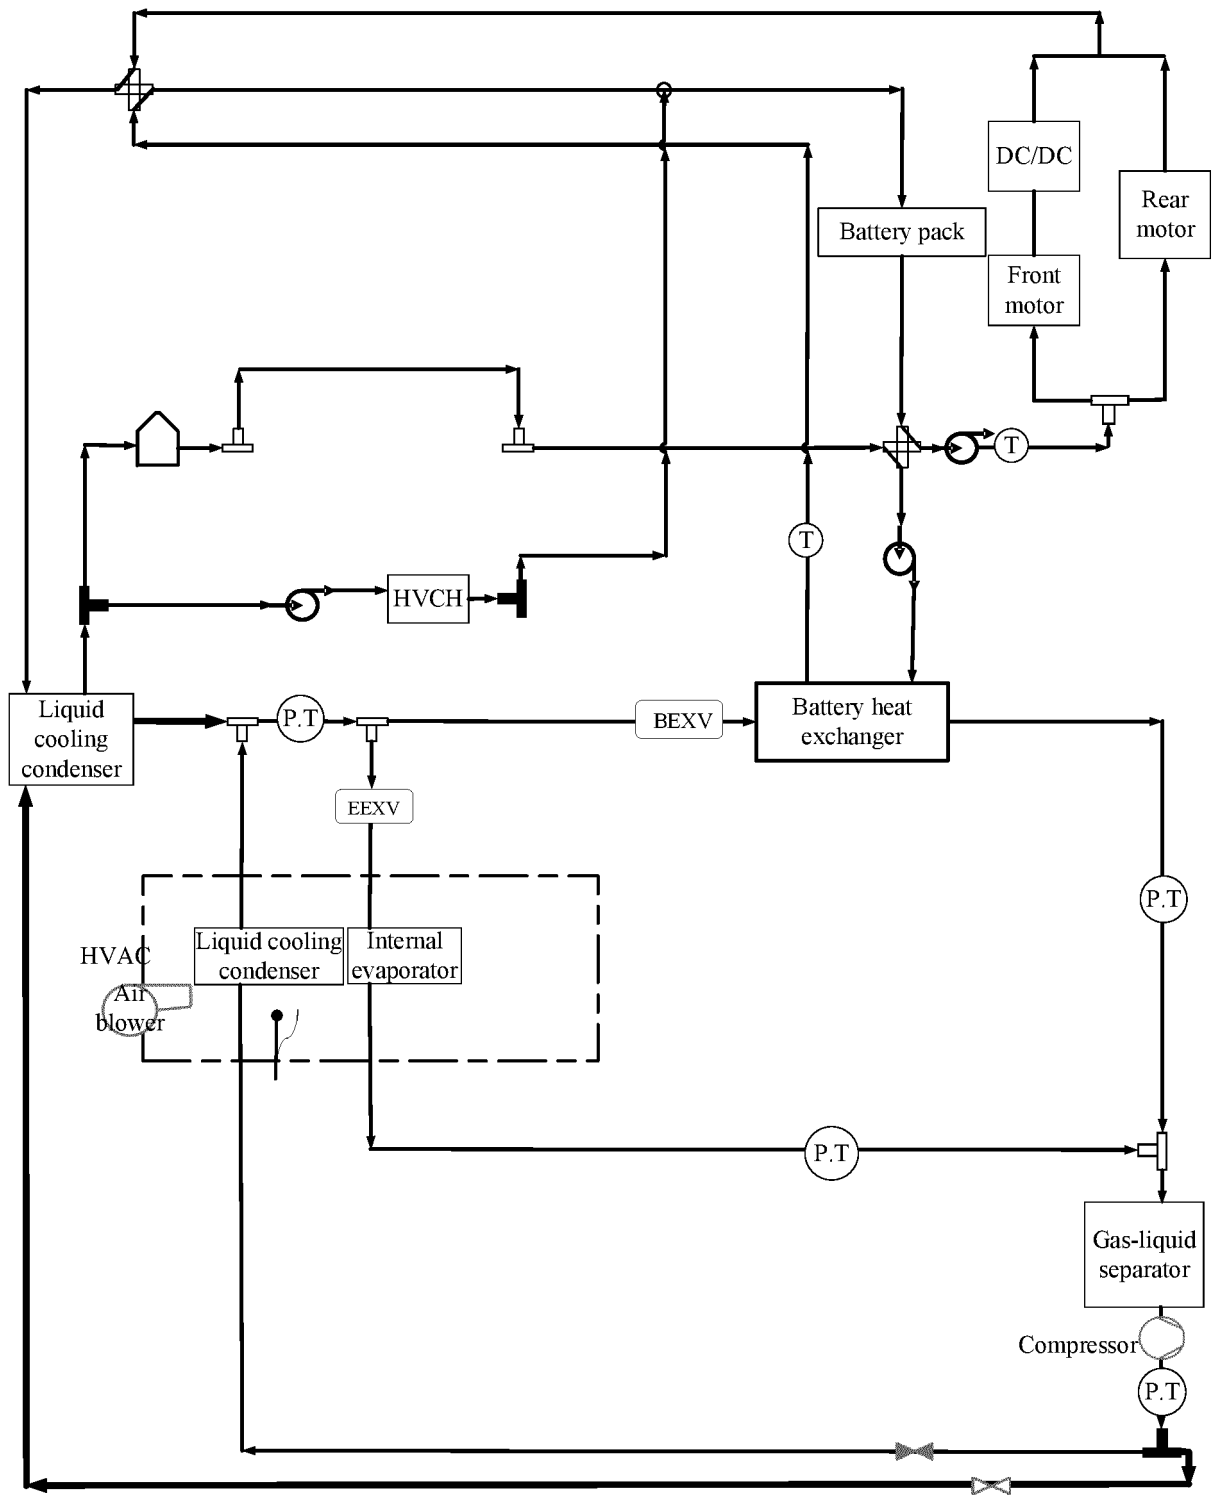 DC/DC
Rear
motor
Battery pack
Front
motor
T
T
HVCH
Liquid
cooling
condenser
P.T
BEXV
Battery heat
exchanger
EEXV
P.T
HVAC
Liquid cooling
condenser
Internal
evaporator
Air
blower
P.T
Gas-liquid
separator
Compressor
P.T